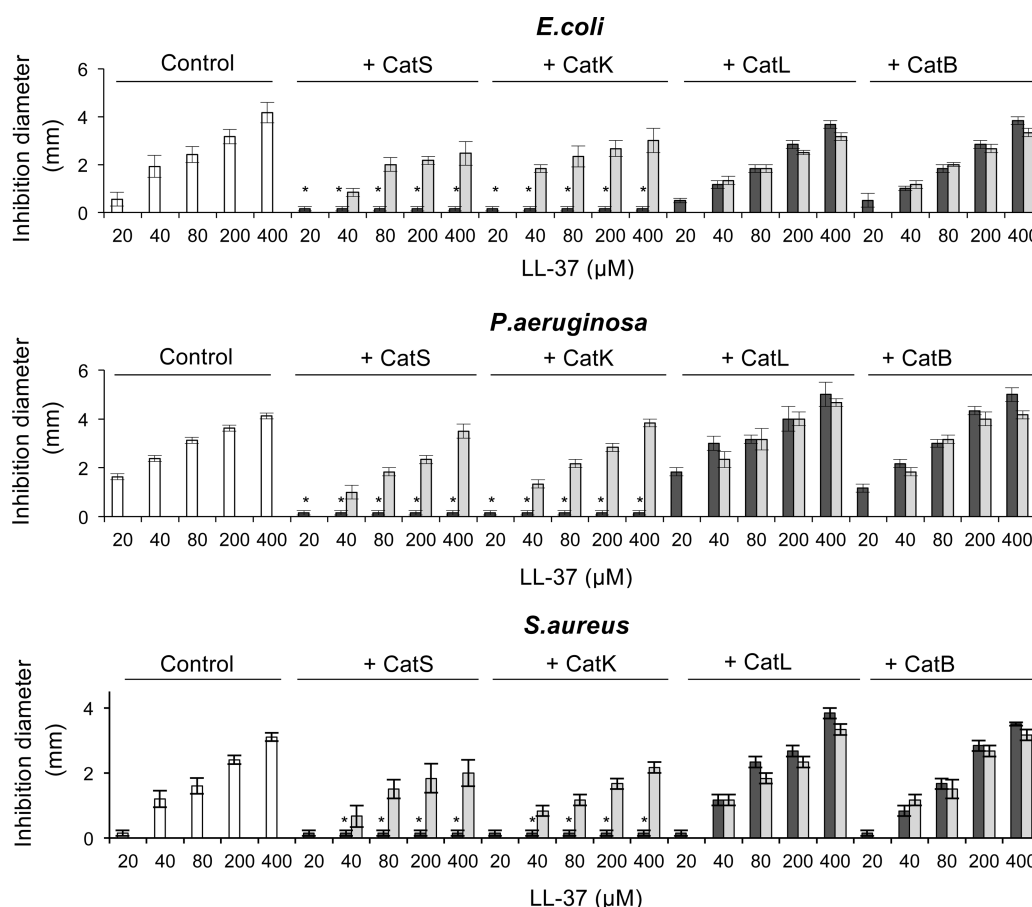 E.coli
Control + CatS + CatK + CatL + CatB
Inhibition diameter
(mm)
6
4
2
0
* * * * * * * * * *
20 40 80 200 400 20 40 80 200 400 20 40 80 200 400 20 40 80 200 400 20 40 80 200 400
LL-37 (µM)
P.aeruginosa
Control + CatS + CatK + CatL + CatB
Inhibition diameter
(mm)
6
4
2
0
* * * * * * * * * *
20 40 80 200 400 20 40 80 200 400 20 40 80 200 400 20 40 80 200 400 20 40 80 200 400
LL-37 (µM)
S.aureus
Control + CatS + CatK + CatL + CatB
Inhibition diameter
(mm)
4
2
0
* * * * * * * *
20 40 80 200 400 20 40 80 200 400 20 40 80 200 400 20 40 80 200 400 20 40 80 200 400
LL-37 (µM)